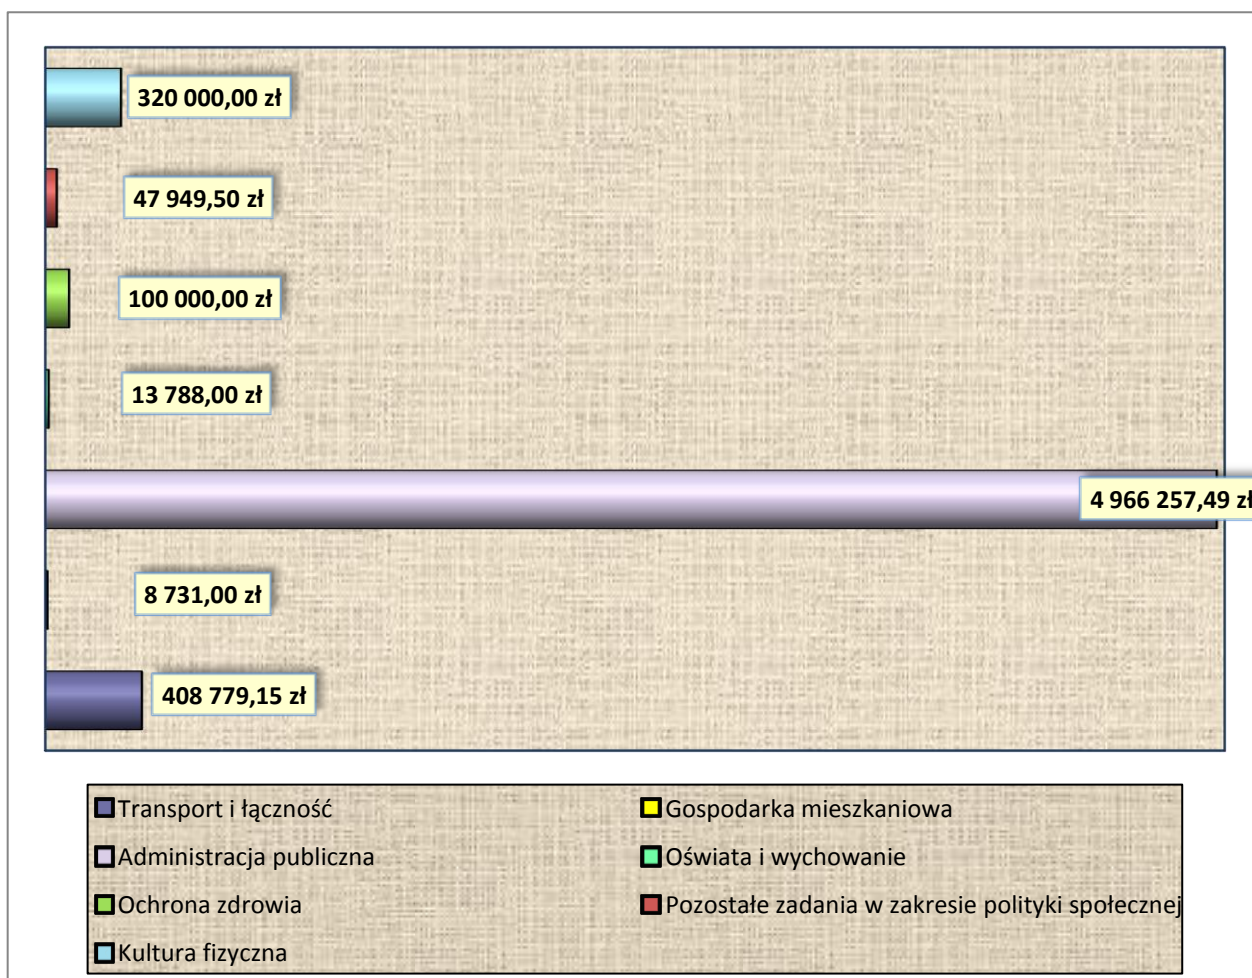 320 000,00 zł
47 949,50 zł
100 000,00 zł
13 788,00 zł
4 966 257,49 zł
8 731,00 zł
408 779,15 zł
Transport i łączność
Gospodarka mieszkaniowa
Administracja publiczna
Oświata i wychowanie
Ochrona zdrowia
Pozostałe zadania w zakresie polityki społecznej
Kultura fizyczna